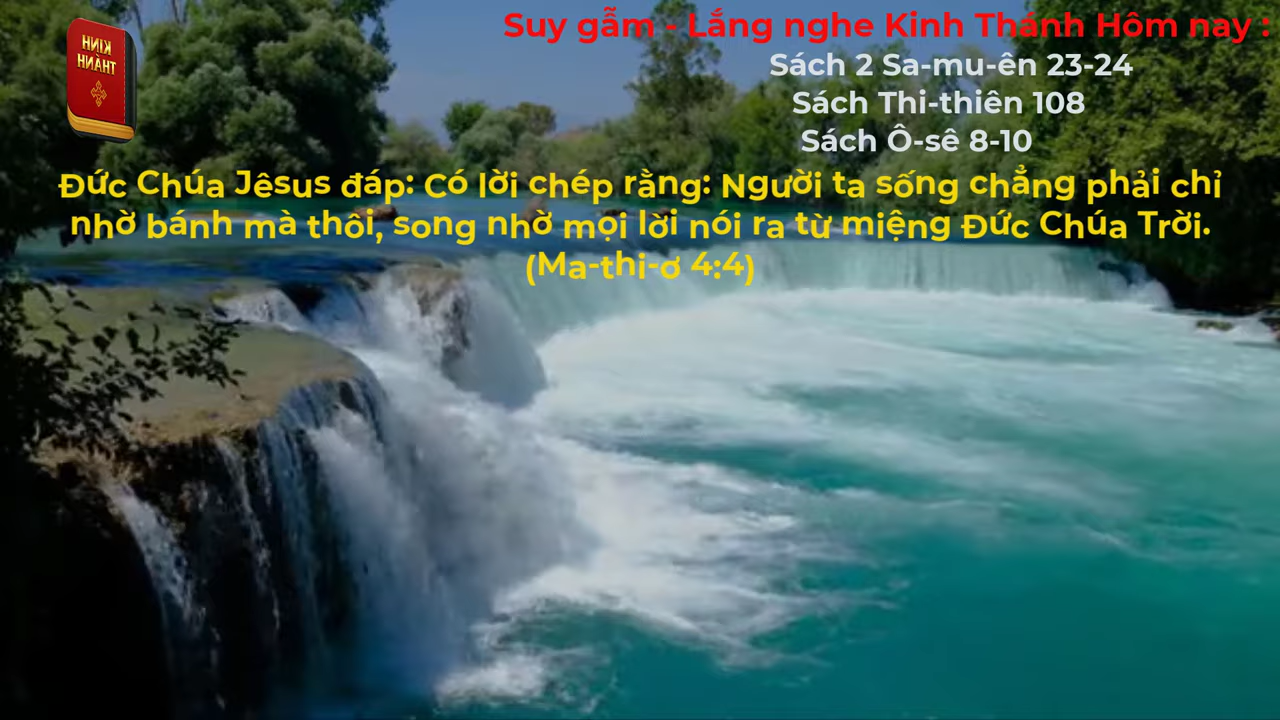 KINH
THÁNH
Suy gẫm - Lắng nghe Kinh Thánh Hôm nay :
Sách 2 Sa-mu-ên 23-24
Sách Thi-thiên 108
Sách Ô-sê 8-10
Đức Chúa Jêsus đáp: Có lời chép rằng: Người ta sống chẳng phải chỉ
nhờ bánh mà thôi, song nhờ mọi lời nói ra từ miệng Đức Chúa Trời.
(Ma-thi-ơ 4:4)